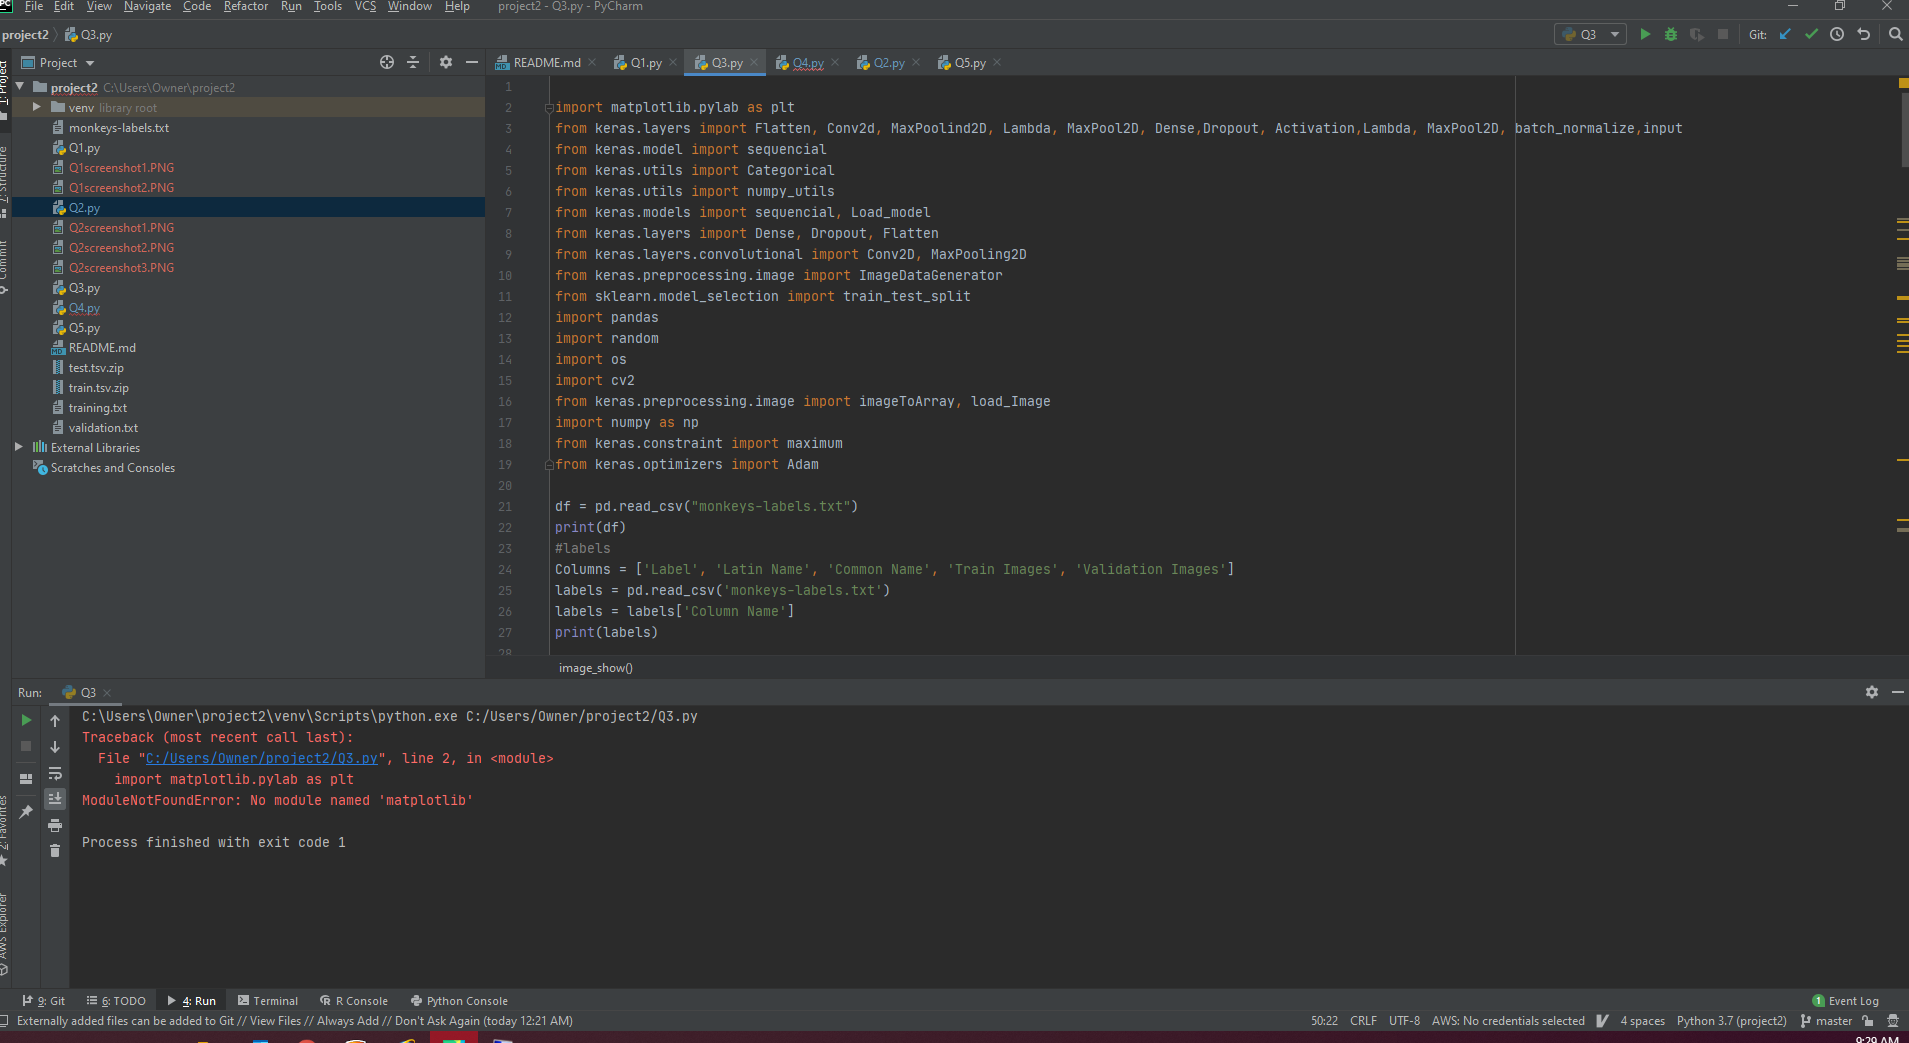 PC File Edit View Navigate Code Refactor Run Tools VCS Window Help project2 - Q3.py - PyCharm
project2 Q3.py Q3 Git:
Project
README.md Q1.py Q3.py Q4.py Q2.py Q5.py
project2 C:\Users\Owner\project2
venv library root
monkeys-labels.txt
Q1.py
Q1screenshot1.PNG
Q1screenshot2.PNG
Q2.py
Q2screenshot1.PNG
Q2screenshot2.PNG
Q2screenshot3.PNG
Q3.py
Q4.py
Q5.py
README.md
test.tsv.zip
train.tsv.zip
training.txt
validation.txt
External Libraries
Scratches and Consoles
1: Project
7: Structure
Commit
2: Favorites
AWS Explorer
1
2 import matplotlib.pylab as plt
3 from keras.layers import Flatten, Conv2d, MaxPoolind2D, Lambda, MaxPool2D, Dense,Dropout, Activation,Lambda, MaxPool2D, batch_normalize,input
4 from keras.model import sequencial
5 from keras.utils import Categorical
6 from keras.utils import numpy_utils
7 from keras.models import sequencial, Load_model
8 from keras.layers import Dense, Dropout, Flatten
9 from keras.layers.convolutional import Conv2D, MaxPooling2D
10 from keras.preprocessing.image import ImageDataGenerator
11 from sklearn.model_selection import train_test_split
12 import pandas
13 import random
14 import os
15 import cv2
16 from keras.preprocessing.image import imageToArray, load_Image
17 import numpy as np
18 from keras.constraint import maximum
19 from keras.optimizers import Adam
20
21 df = pd.read_csv("monkeys-labels.txt")
22 print(df)
23 #labels
24 Columns = ['Label', 'Latin Name', 'Common Name', 'Train Images', 'Validation Images']
25 labels = pd.read_csv('monkeys-labels.txt')
26 labels = labels['Column Name']
27 print(labels)
28
image_show()
Run: Q3
C:\Users\Owner\project2\venv\Scripts\python.exe C:/Users/Owner/project2/Q3.py
Traceback (most recent call last):
File "C:/Users/Owner/project2/Q3.py", line 2, in <module>
import matplotlib.pylab as plt
ModuleNotFoundError: No module named 'matplotlib'
Process finished with exit code 1
9: Git 6: TODO 4: Run Terminal R Console Python Console 1 Event Log
Externally added files can be added to Git // View Files // Always Add // Don't Ask Again (today 12:21 AM) 50:22 CRLF UTF-8 AWS: No credentials selected 4 spaces Python 3.7 (project2) master
9:29 AM